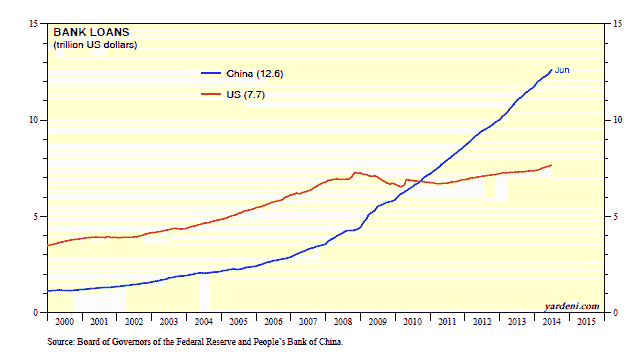 BANK LOANS
(trillion US dollars)
China (12.6)
US (7.7)
Jun
15 15
10 10
5 5
0 0
2000 2001 2002 2003 2004 2005 2006 2007 2008 2009 2010 2011 2012 2013 2014 2015
yardeni.com
Source: Board of Governors of the Federal Reserve and People's Bank of China.